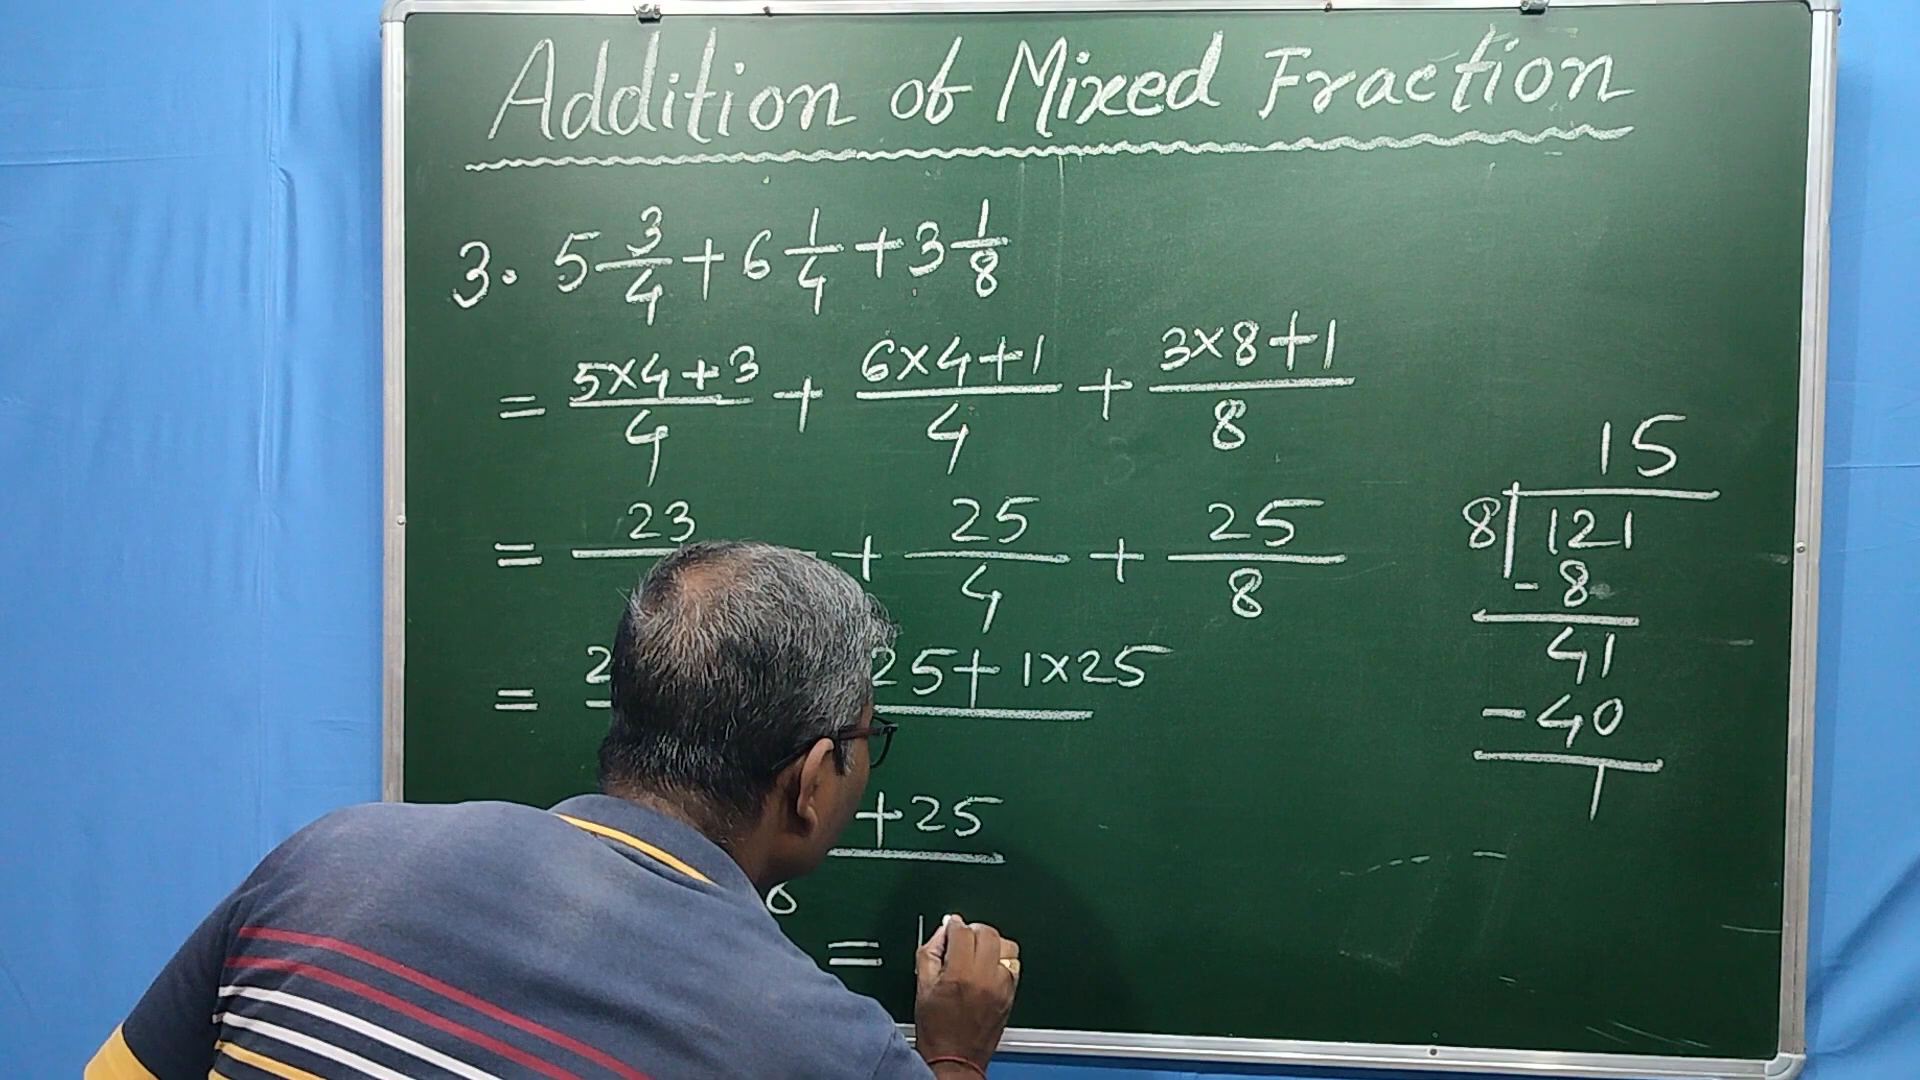 Addition of Mixed Fraction
3. 5 3/4 + 6 1/4 + 3 1/8
= 5×4+3/4 + 6×4+1/4 + 3×8+1/8
= 23/ + 25/4 + 25/8
= 2 25+1×25
+25
=
15
8 121
-8
41
-40
1